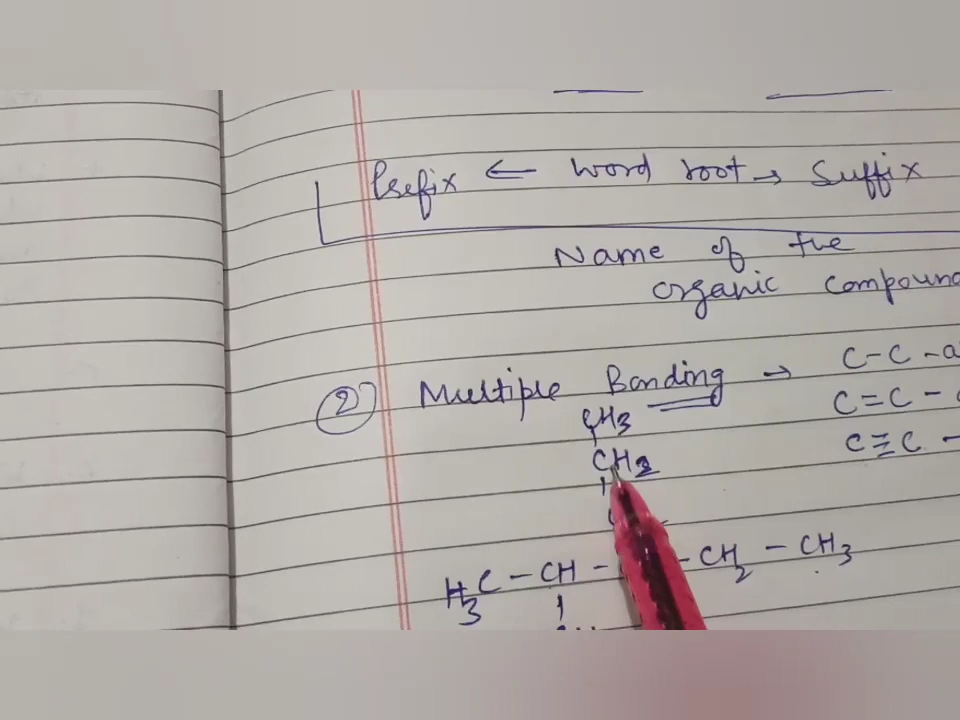 Prefix ← word root → Suffix
Name of the
organic compound
② Multiple Bonding → C-C -a
C=C -
C≡C -
CH3
CH2
H3C - CH - - CH2 - CH3